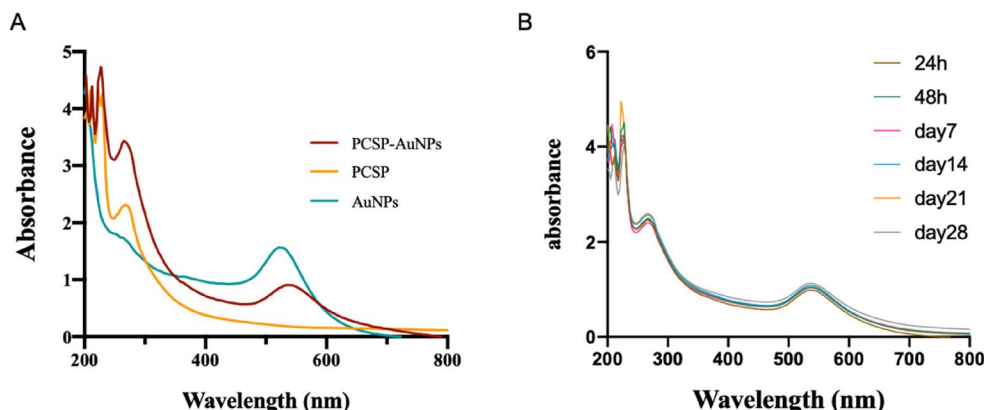 A
Absorbance
5
4
3
2
1
0
200
400
600
800
Wavelength (nm)
PCSP-AuNPs
PCSP
AuNPs
B
absorbance
6
4
2
0
200
300
400
500
600
700
800
Wavelength (nm)
24h
48h
day7
day14
day21
day28